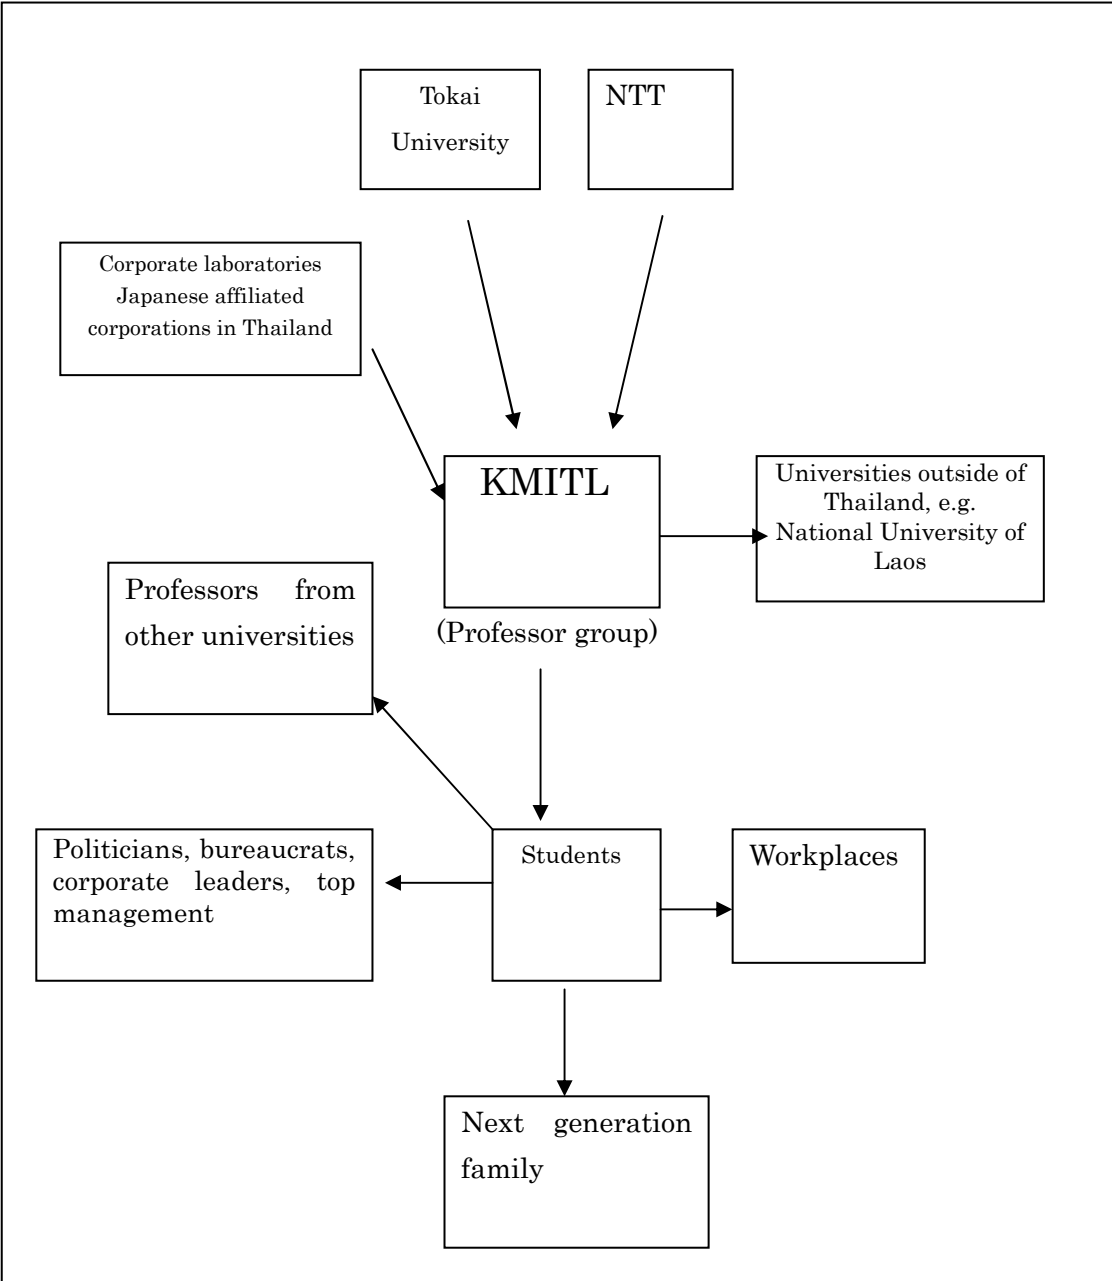 Tokai
University
NTT
Corporate laboratories
Japanese affiliated
corporations in Thailand
KMITL
Universities outside of
Thailand, e.g.
National University of
Laos
Professors from
other universities
(Professor group)
Politicians, bureaucrats,
corporate leaders, top
management
Students
Workplaces
Next generation
family